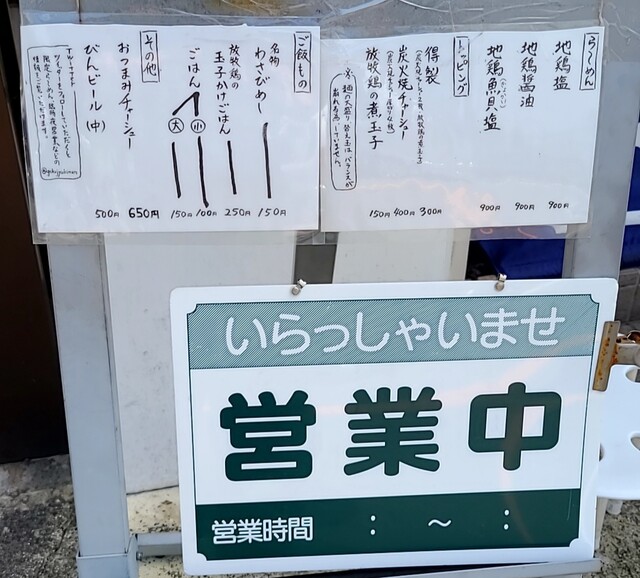 らーめん
地鶏塩 900円
地鶏醤油 900円
地鶏魚貝塩 900円
トッピング
得製 300円
炭火焼チャーシュー 400円
放牧鶏の煮玉子 150円
ご飯もの
名物
わさびめし 150円
放牧鶏の
玉子かけごはん 250円
ごはん 小 100円
大 150円
その他
おつまみチャーシュー 650円
びんビール(中) 500円
いらっしゃいませ
営業中
営業時間 : ～ :